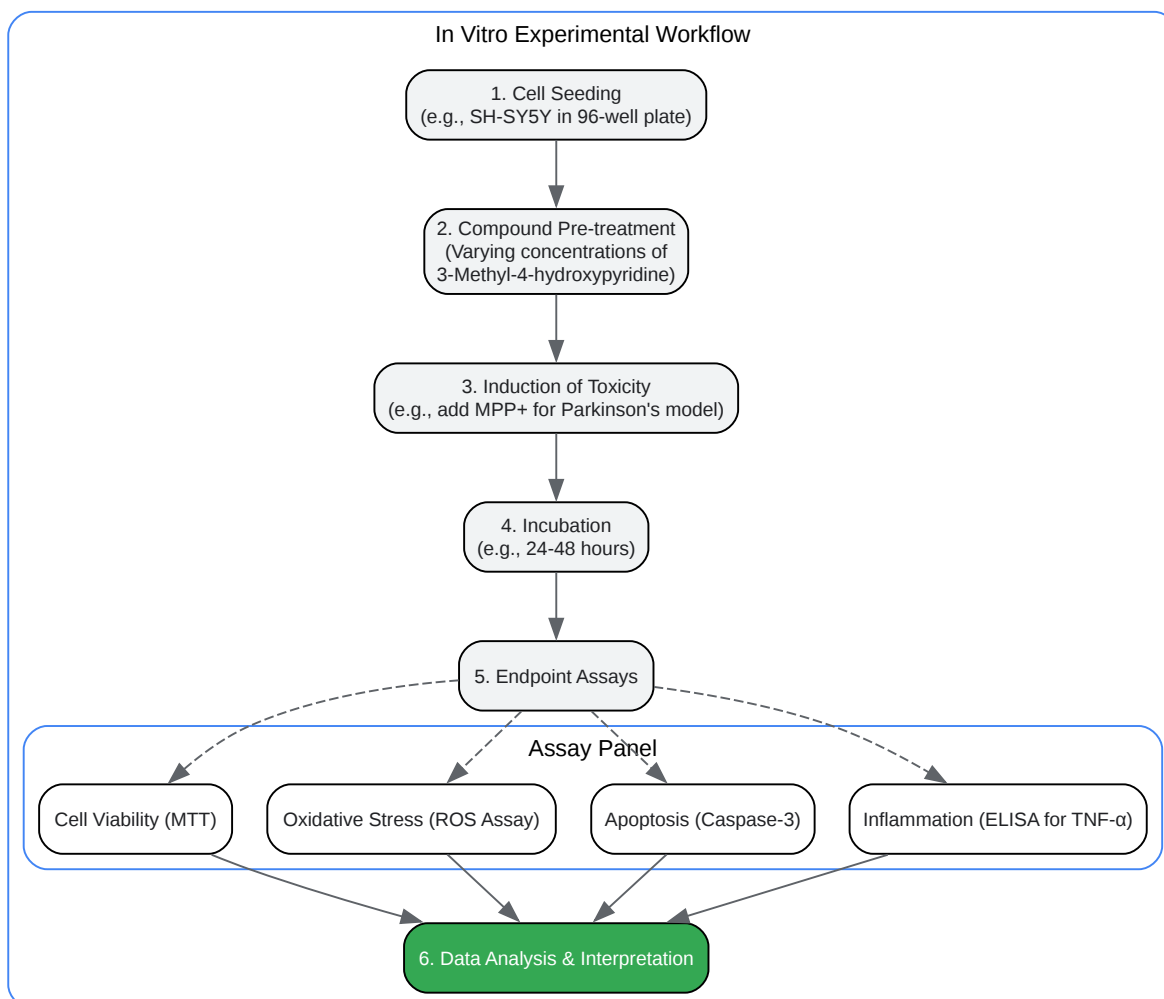 In Vitro Experimental Workflow
1. Cell Seeding
(e.g., SH-SY5Y in 96-well plate)
2. Compound Pre-treatment
(Varying concentrations of
3-Methyl-4-hydroxypyridine)
3. Induction of Toxicity
(e.g., add MPP+ for Parkinson's model)
4. Incubation
(e.g., 24-48 hours)
5. Endpoint Assays
Assay Panel
Cell Viability (MTT)
Oxidative Stress (ROS Assay)
Apoptosis (Caspase-3)
Inflammation (ELISA for TNF-α)
6. Data Analysis & Interpretation